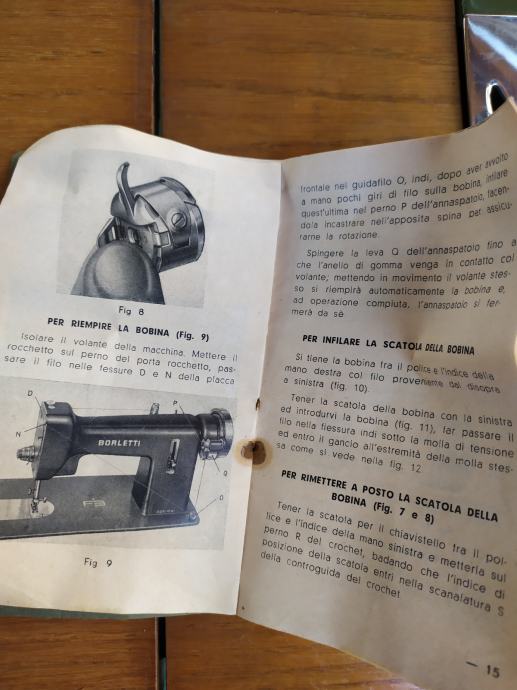 Fig 8
PER RIEMPIRE LA BOBINA (Fig. 9)
Isolare il volante della macchina. Mettere il
rocchetto sul perno del porta rocchetto, pas-
sare il filo nelle fessure D e N della placca
D
P
N
BORLETTI
Q
O
Fig 9
frontale nel guidafilo O, indi, dopo aver avvolto
a mano pochi giri di filo sulla bobina, infilare
quest'ultima nel perno P dell'annaspatoio, facen-
dola incastrare nell'apposita spina per assicu-
rarne la rotazione.
Spingere la leva Q dell'annaspatoio fino a
che l'anello di gomma venga in contatto col
volante; mettendo in movimento il volante stes-
so si riempirà automaticamente la bobina e,
ad operazione compiuta, l'annaspatoio si fer-
merà da sè.
PER INFILARE LA SCATOLA DELLA BOBINA
Si tiene la bobina fra il pollice e l'indice della
mano destra col filo proveniente dal dinopra
a sinistra (fig. 10).
Tener la scatola della bobina con la sinistra
ed introdurvi la bobina (fig. 11), far passare il
filo nella fiessura indi sotto la molla di tensione
ed entro il gancio all'estremità della molla stes-
sa come si vede nella fig. 12
PER RIMETTERE A POSTO LA SCATOLA DELLA
BOBINA (Fig. 7 e 8)
Tener la scatola per il chiavistello fra il pol-
lice e l'indice della mano sinistra e metterla sul
perno R del crochet, badando che l'indice di
posizione della scatola entri nella scanalatura S
della controguida del crochet
— 15